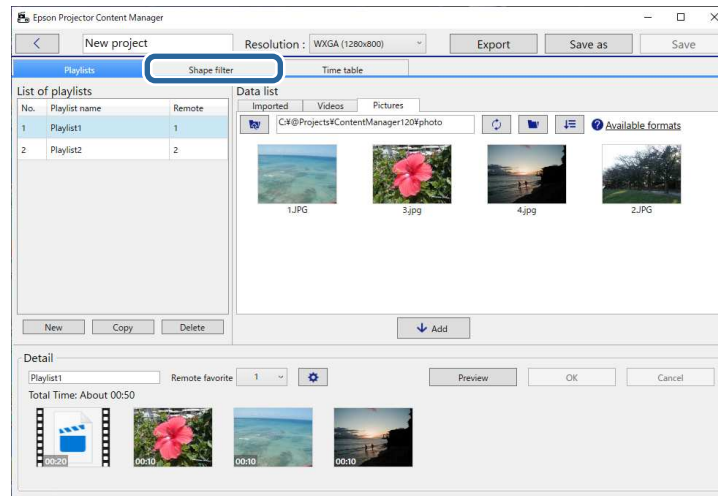 Epson Projector Content Manager
New project
Resolution : WXGA (1280x800)
Export
Save as
Save
Playlists
Shape filter
Time table
List of playlists
No. Playlist name Remote
1 Playlist1 1
2 Playlist2 2
New
Copy
Delete
Data list
Imported
Videos
Pictures
C:¥@Projects¥ContentManager120¥photo
Available formats
1.JPG
3.jpg
4.jpg
2.JPG
Add
Detail
Playlist1
Remote favorite 1
Preview
OK
Cancel
Total Time: About 00:50
00:20
00:10
00:10
00:10